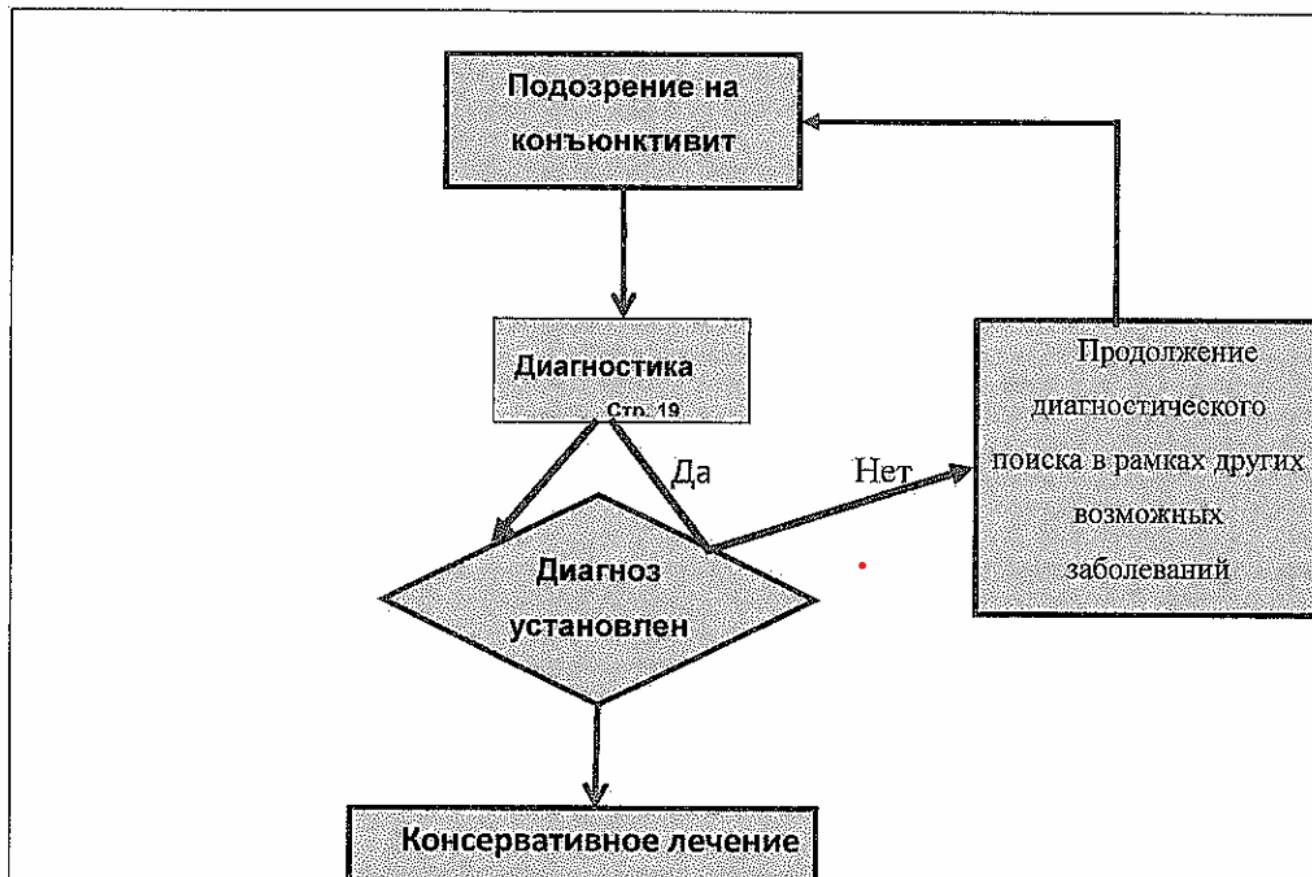 Подозрение на
конъюнктивит
Диагностика
Стр. 19
Да
Нет
Продолжение
диагностического
поиска в рамках других
возможных
заболеваний
Диагноз
установлен
Консервативное лечение